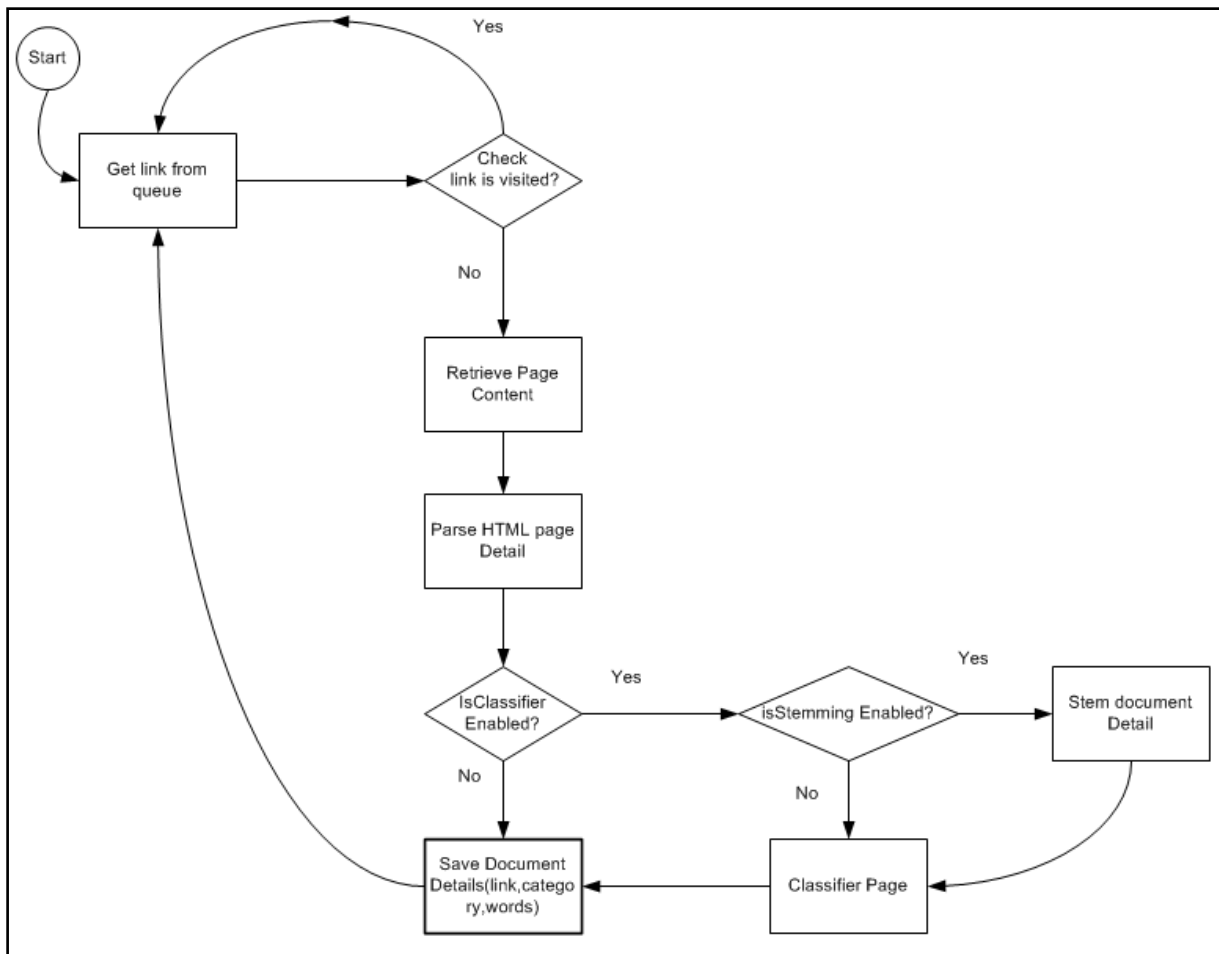 Yes
Start
Get link from
queue
Check
link is visited?
No
Retrieve Page
Content
Parse HTML page
Detail
IsClassifier
Enabled?
Yes
isStemming Enabled?
Yes
Stem document
Detail
No
No
Save Document
Details(link,catego
ry,words)
Classifier Page